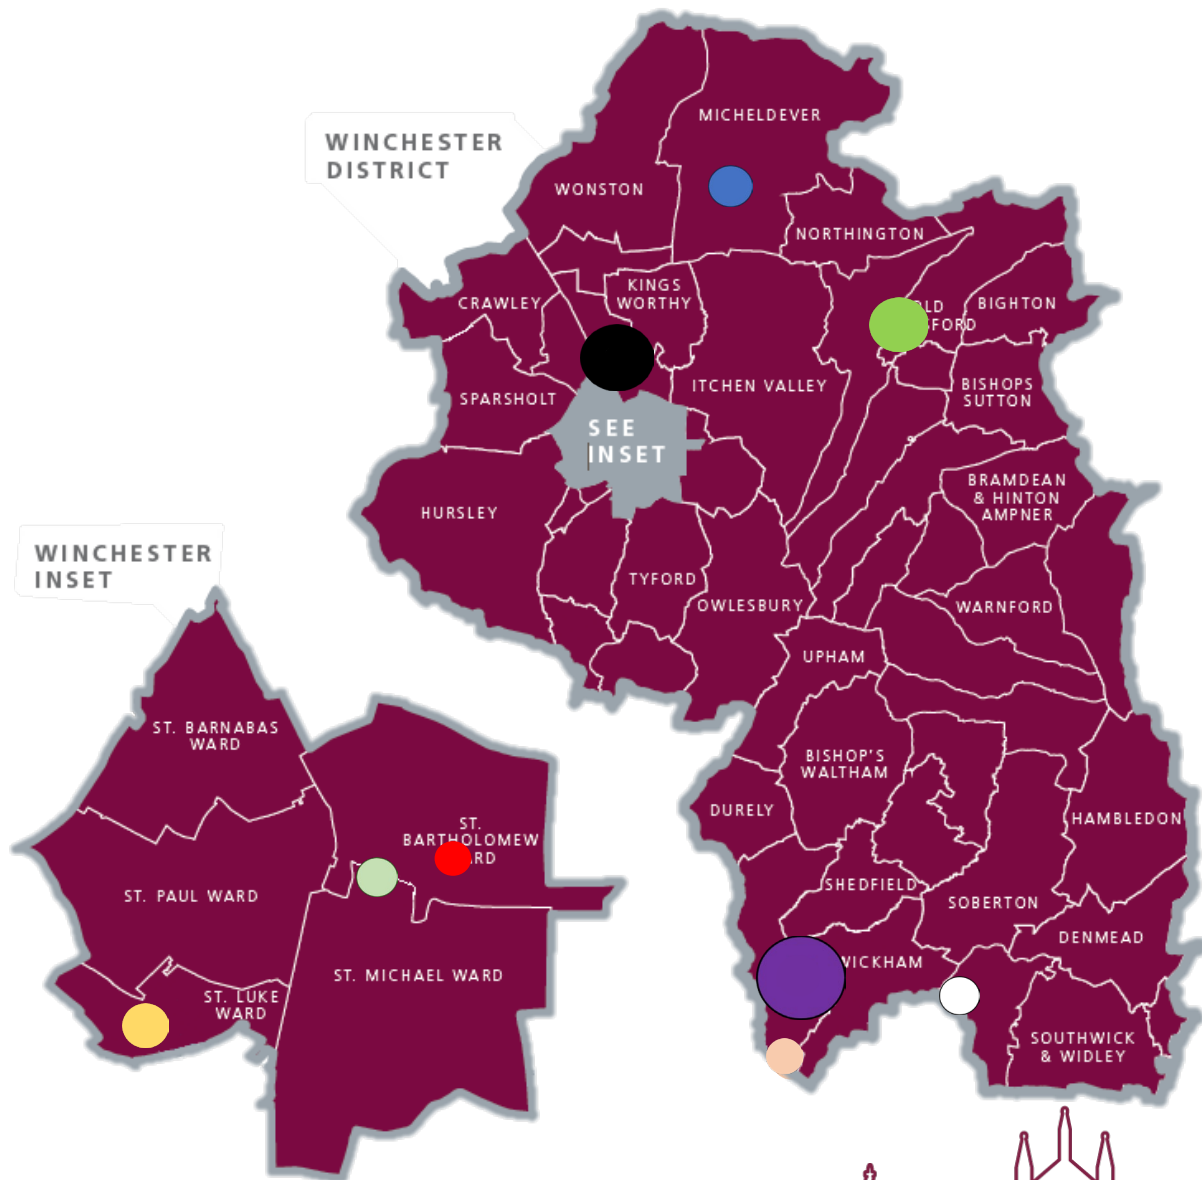 WINCHESTER
DISTRICT
MICHELDEVER
WONSTON
NORTHINGTON
CRAWLEY
KINGS
WORTHY
BIGHTON
SPARSHOLT
ITCHEN VALLEY
BISHOPS
SUTTON
SEE
INSET
HURSLEY
BRAMDEAN
& HINTON
AMPNER
TYFORD
OWLESBURY
WARNFORD
UPHAM
BISHOP'S
WALTHAM
DURELY
HAMBLEDON
SHEDFIELD
SOBERTON
DENMEAD
WICKHAM
SOUTHWICK
& WIDLEY
WINCHESTER
INSET
ST. BARNABAS
WARD
ST.
BARTHOLOMEW
ST. PAUL WARD
ST. MICHAEL WARD
ST. LUKE
WARD